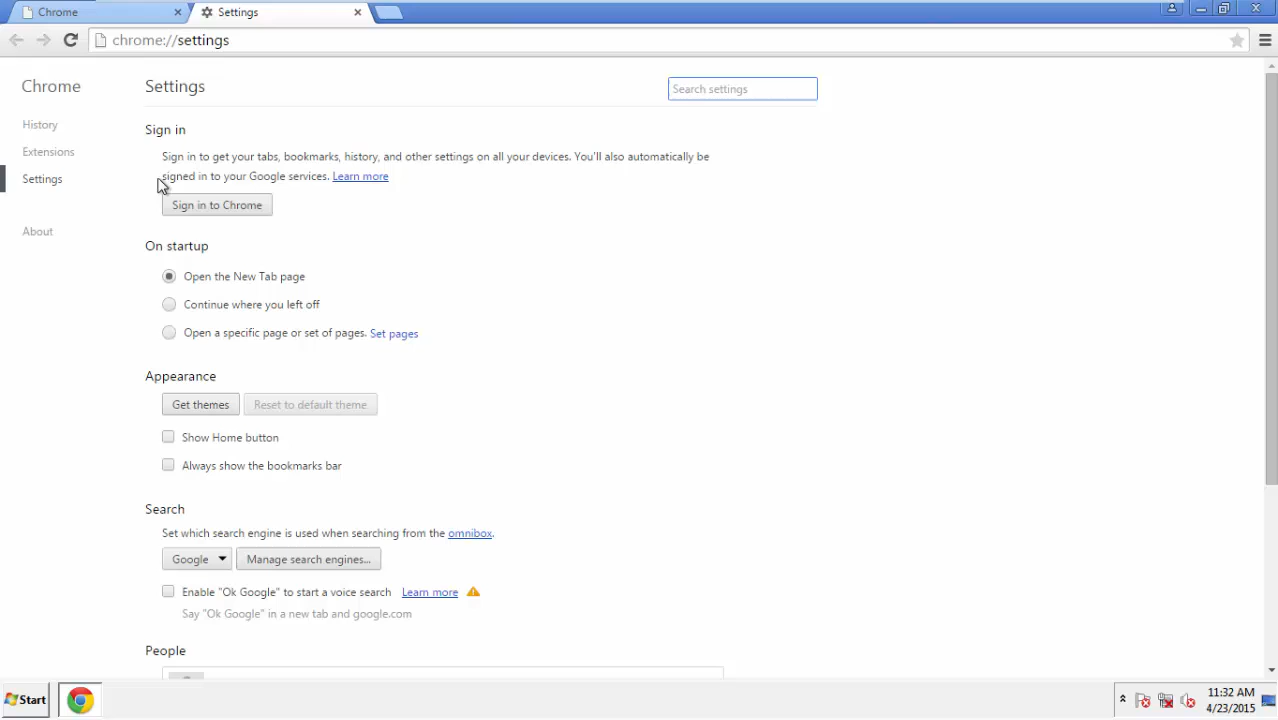 Chrome
Settings
chrome://settings
Chrome
Settings
Search settings
History
Extensions
Settings
About
Sign in
Sign in to get your tabs, bookmarks, history, and other settings on all your devices. You'll also automatically be
signed in to your Google services. Learn more
Sign in to Chrome
On startup
Open the New Tab page
Continue where you left off
Open a specific page or set of pages. Set pages
Appearance
Get themes
Reset to default theme
Show Home button
Always show the bookmarks bar
Search
Set which search engine is used when searching from the omnibox.
Google
Manage search engines...
Enable "Ok Google" to start a voice search Learn more
Say "Ok Google" in a new tab and google.com
People
Start
11:32 AM
4/23/2015